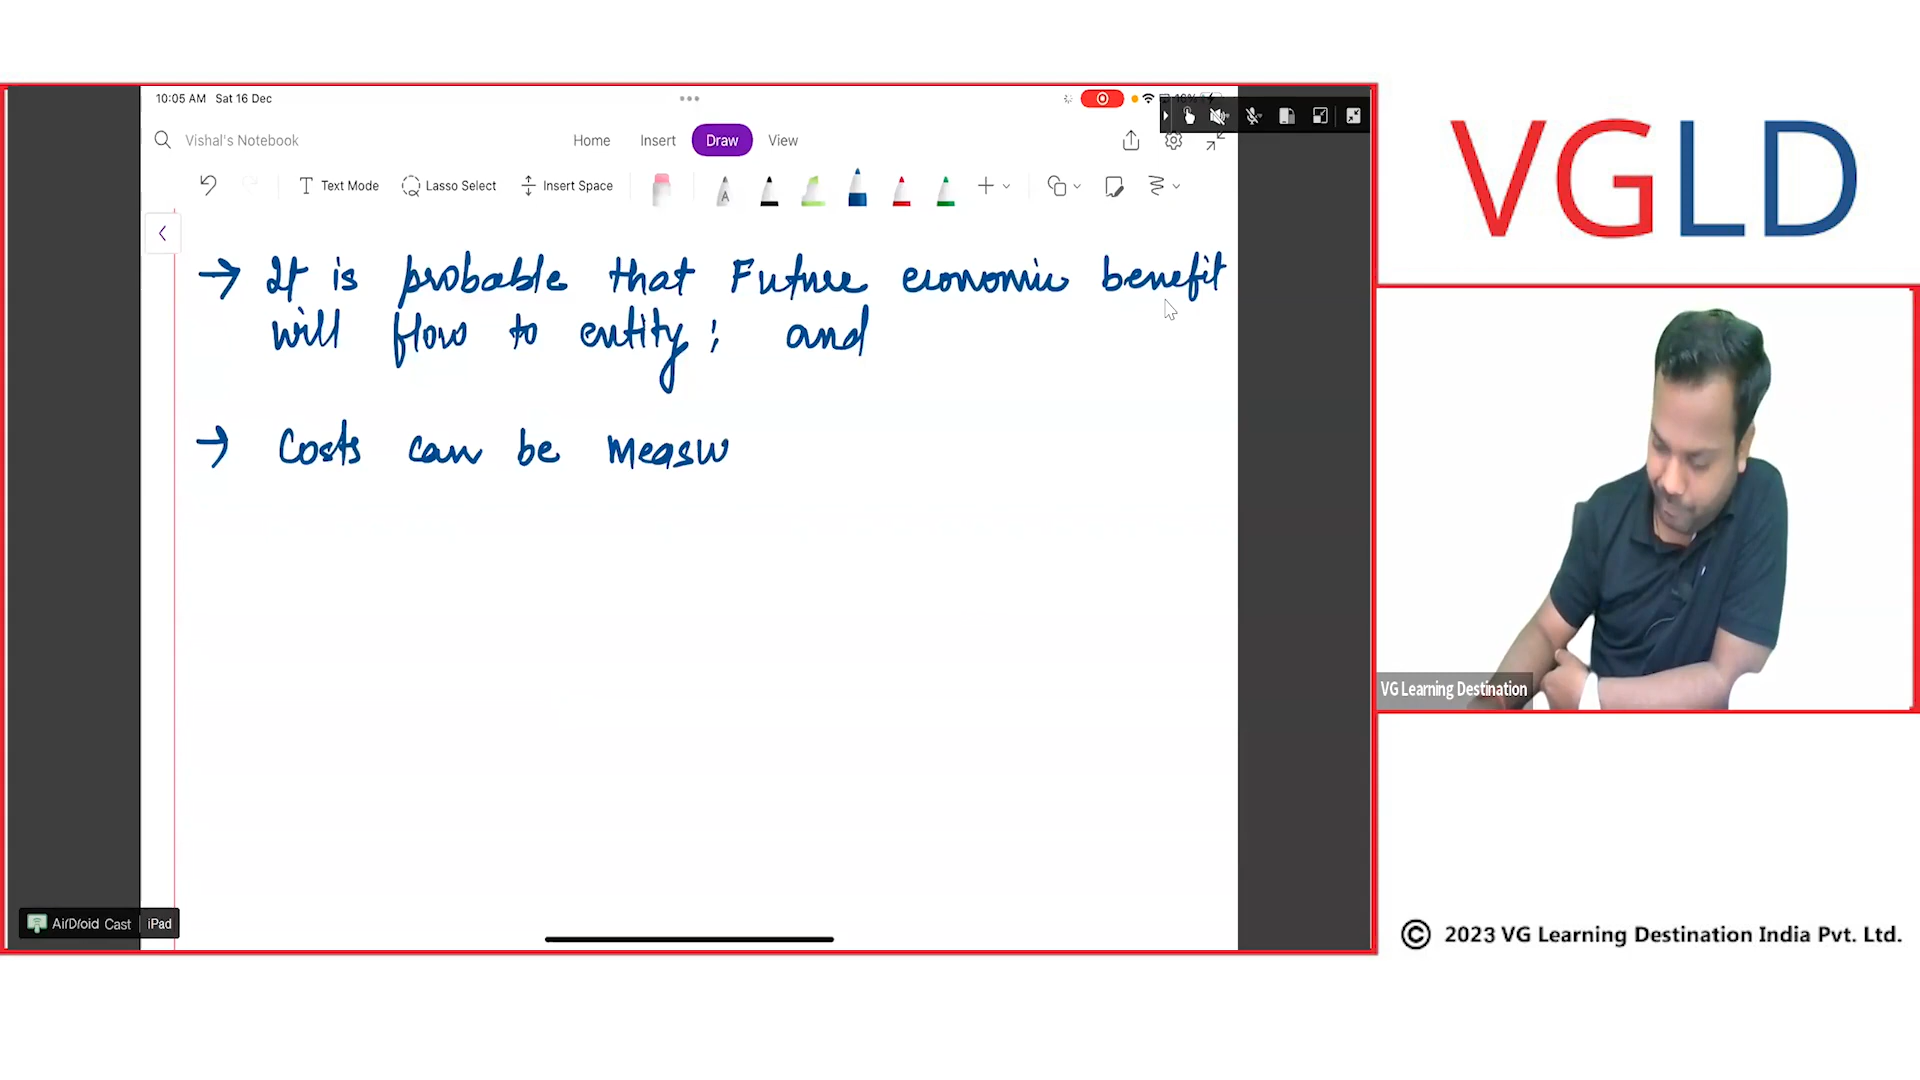 10:05 AM Sat 16 Dec
16%
Vishal's Notebook
Home Insert Draw View
Text Mode Lasso Select Insert Space
A
→ It is probable that Future economic benefit
will flow to entity; and
→ Costs can be measu
AirDroid Cast iPad
VGLD
VG Learning Destination
© 2023 VG Learning Destination India Pvt. Ltd.